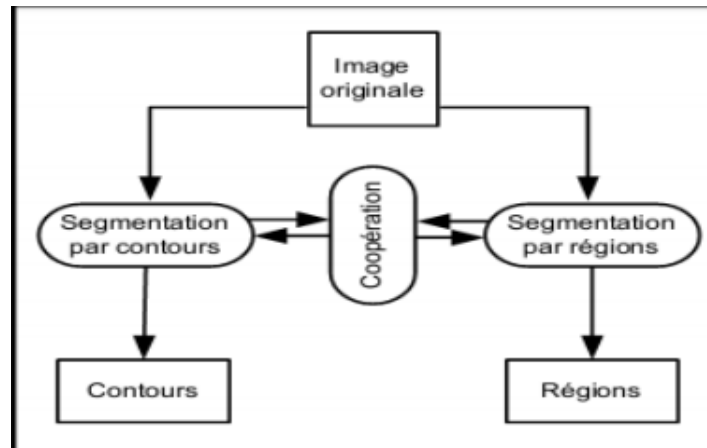 Image
originale
Segmentation
par contours
Coopération
Segmentation
par régions
Contours
Régions